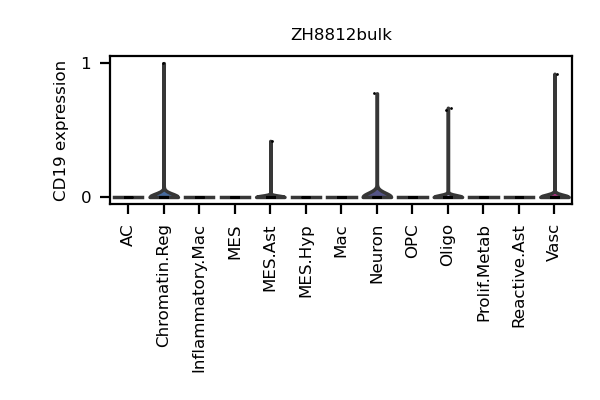 ZH8812bulk
CD19 expression
1
0
AC
Chromatin.Reg
Inflammatory.Mac
MES
MES.Ast
MES.Hyp
Mac
Neuron
OPC
Oligo
Prolif.Metab
Reactive.Ast
Vasc